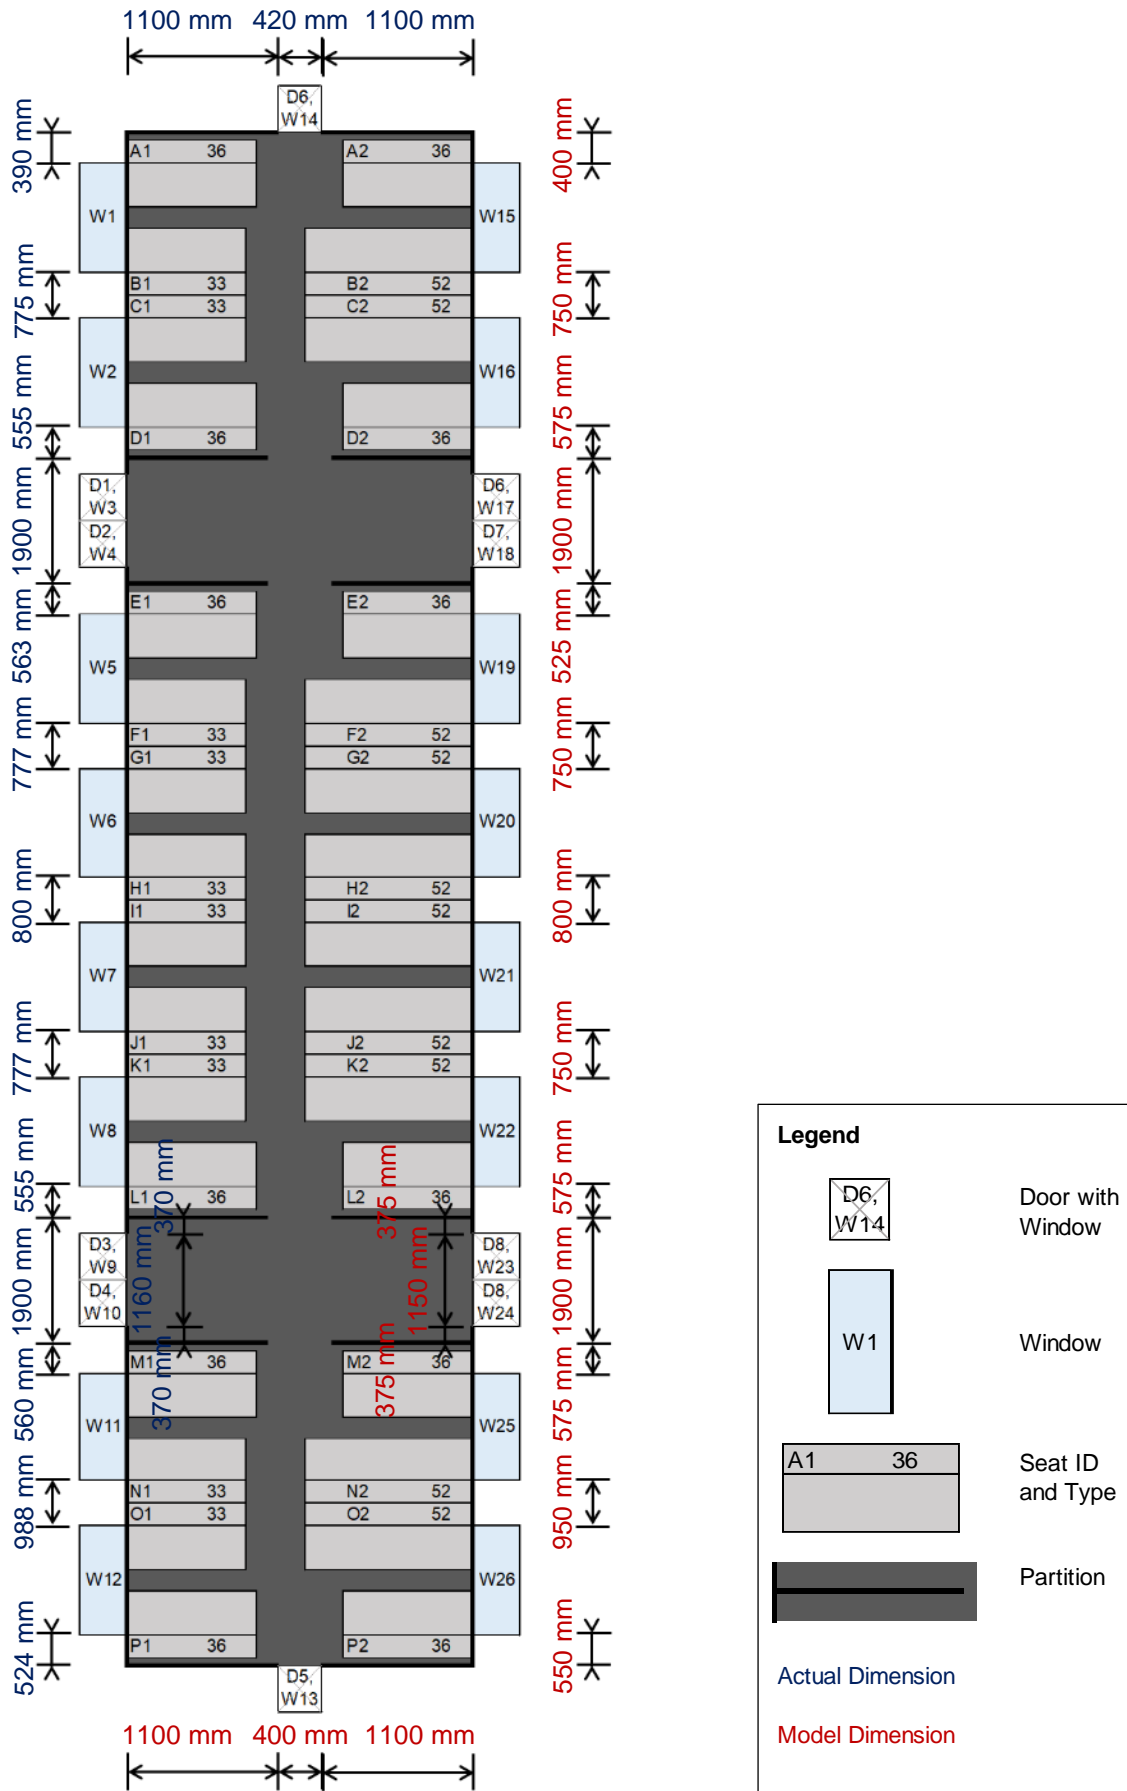 1100 mm 420 mm 1100 mm
D6,
W14
390 mm
400 mm
A1 36
A2 36
W1
W15
775 mm
750 mm
B1 33
B2 52
C1 33
C2 52
W2
W16
555 mm
575 mm
D1 36
D2 36
1900 mm
1900 mm
D1,
W3
D2,
W4
D6,
W17
D7,
W18
563 mm
525 mm
E1 36
E2 36
W5
W19
777 mm
750 mm
F1 33
F2 52
G1 33
G2 52
W6
W20
800 mm
800 mm
H1 33
H2 52
I1 33
I2 52
W7
W21
777 mm
750 mm
J1 33
J2 52
K1 33
K2 52
W8
W22
555 mm
575 mm
L1 36
L2 36
370 mm
375 mm
1900 mm
1900 mm
D3,
W9
D4,
W10
1160 mm
1150 mm
D8,
W23
D8,
W24
370 mm
375 mm
560 mm
575 mm
M1 36
M2 36
W11
W25
988 mm
950 mm
N1 33
N2 52
O1 33
O2 52
W12
W26
524 mm
550 mm
P1 36
P2 36
D5,
W13
1100 mm 400 mm 1100 mm
Legend
D6,
W14
Door with
Window
W1
Window
A1 36
Seat ID
and Type
Partition
Actual Dimension
Model Dimension